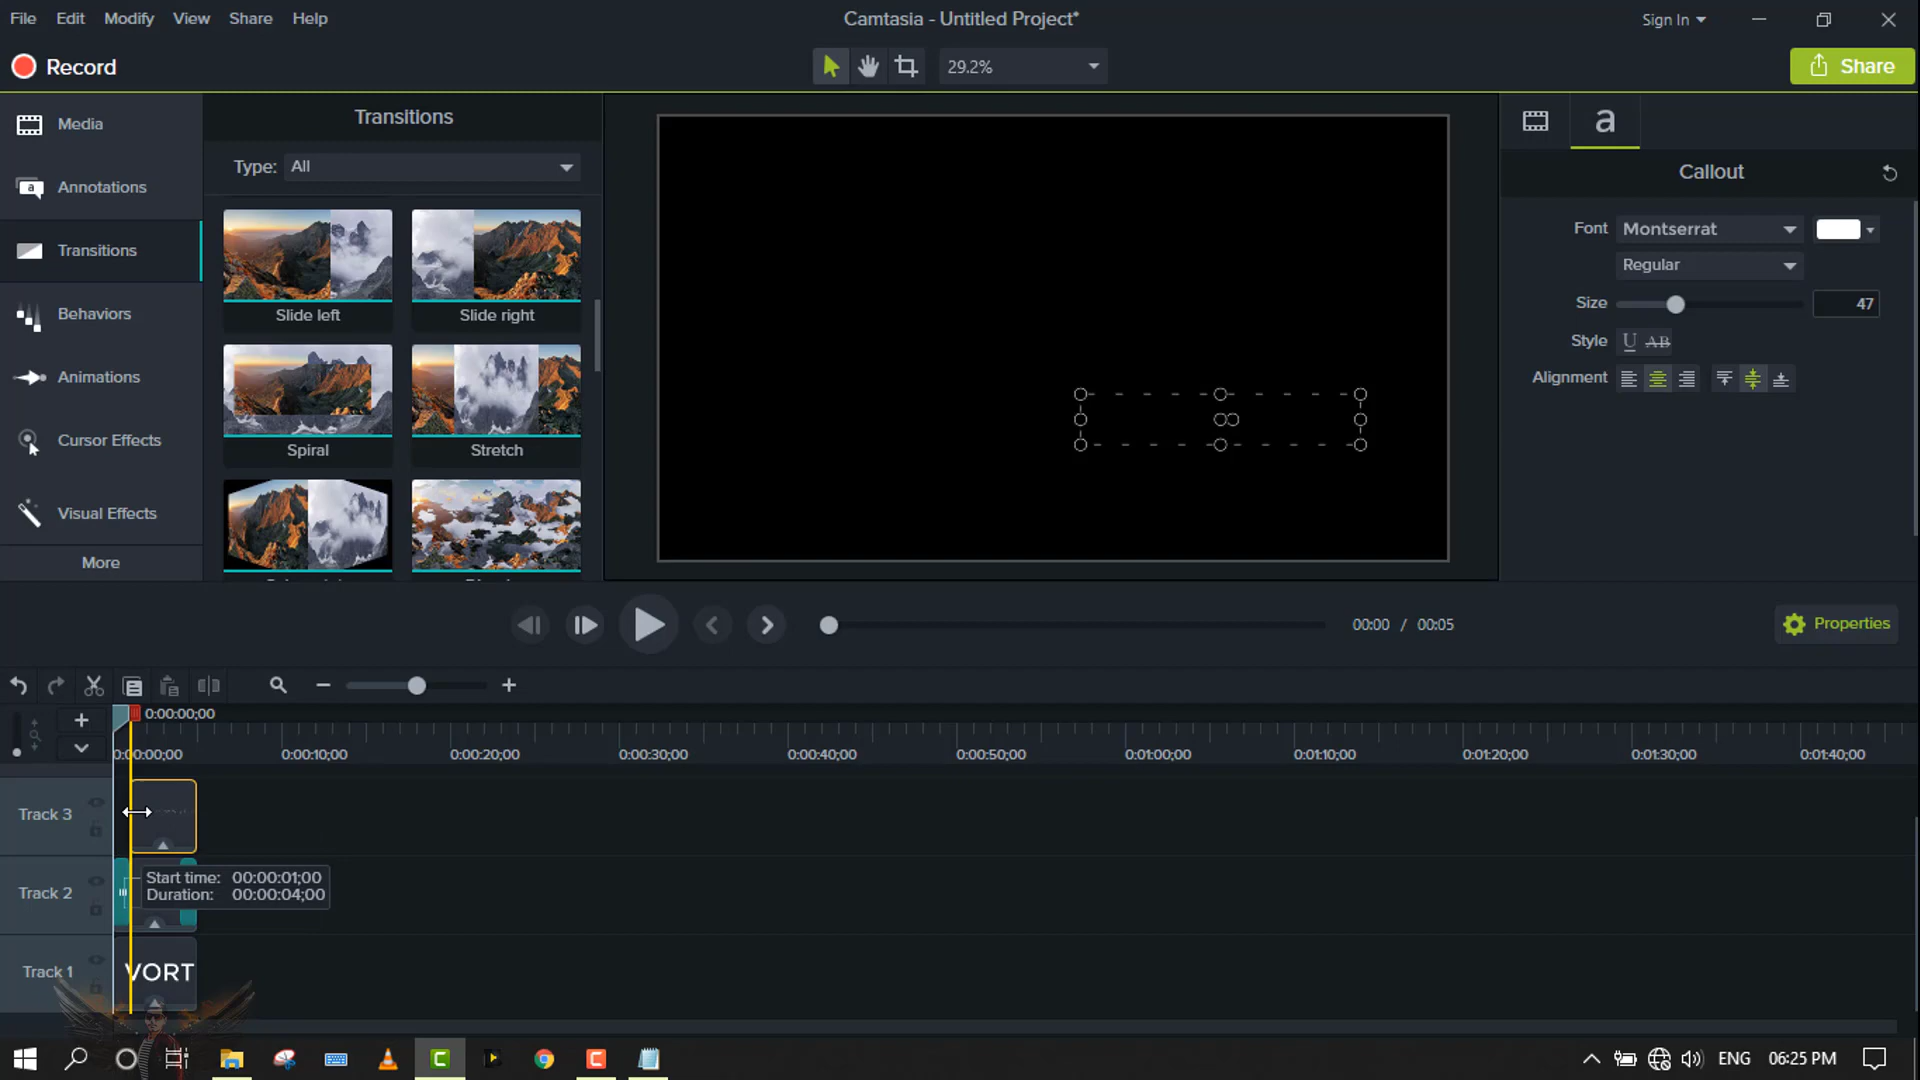 File Edit Modify View Share Help
Camtasia - Untitled Project*
Sign In
Record
29.2%
Share
Media
Annotations
Transitions
Behaviors
Animations
Cursor Effects
Visual Effects
More
Transitions
Type: All
Slide left
Slide right
Spiral
Stretch
a
Callout
Font Montserrat
Regular
Size 47
Style U AB
Alignment
00:00 / 00:05
Properties
0:00:00;00
0:00:00;00 0:00:10;00 0:00:20;00 0:00:30;00 0:00:40;00 0:00:50;00 0:01:00;00 0:01:10;00 0:01:20;00 0:01:30;00 0:01:40;00
Track 3
Track 2
Start time: 00:00:01;00
Duration: 00:00:04;00
Track 1
VORT
ENG 06:25 PM